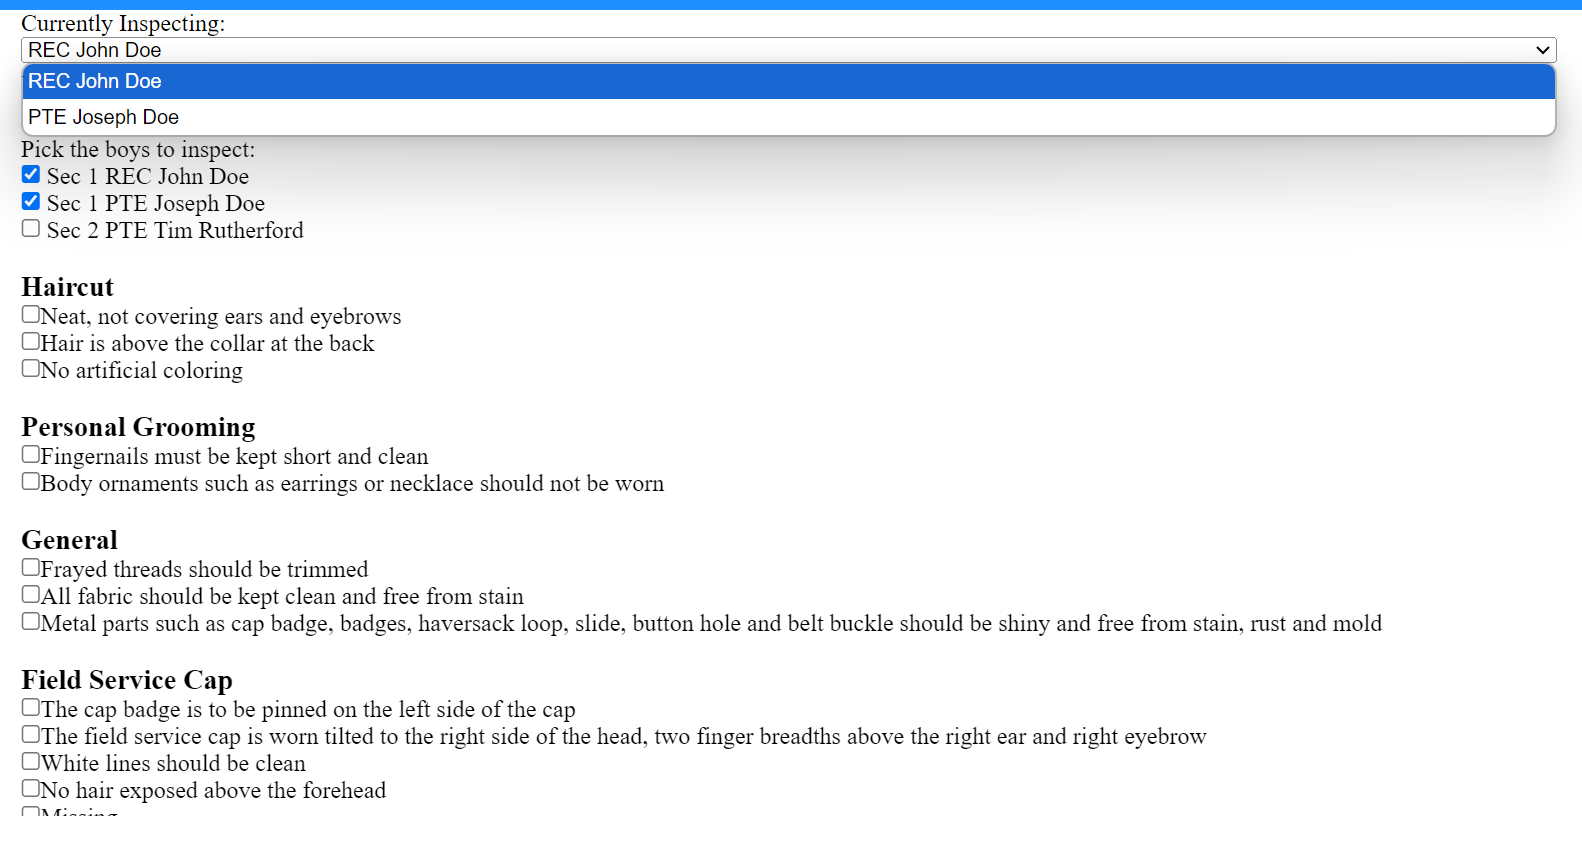 Currently Inspecting:
REC John Doe
REC John Doe
PTE Joseph Doe
Pick the boys to inspect:
Sec 1 REC John Doe
Sec 1 PTE Joseph Doe
Sec 2 PTE Tim Rutherford
Haircut
Neat, not covering ears and eyebrows
Hair is above the collar at the back
No artificial coloring
Personal Grooming
Fingernails must be kept short and clean
Body ornaments such as earrings or necklace should not be worn
General
Frayed threads should be trimmed
All fabric should be kept clean and free from stain
Metal parts such as cap badge, badges, haversack loop, slide, button hole and belt buckle should be shiny and free from stain, rust and mold
Field Service Cap
The cap badge is to be pinned on the left side of the cap
The field service cap is worn tilted to the right side of the head, two finger breadths above the right ear and right eyebrow
White lines should be clean
No hair exposed above the forehead
Missing